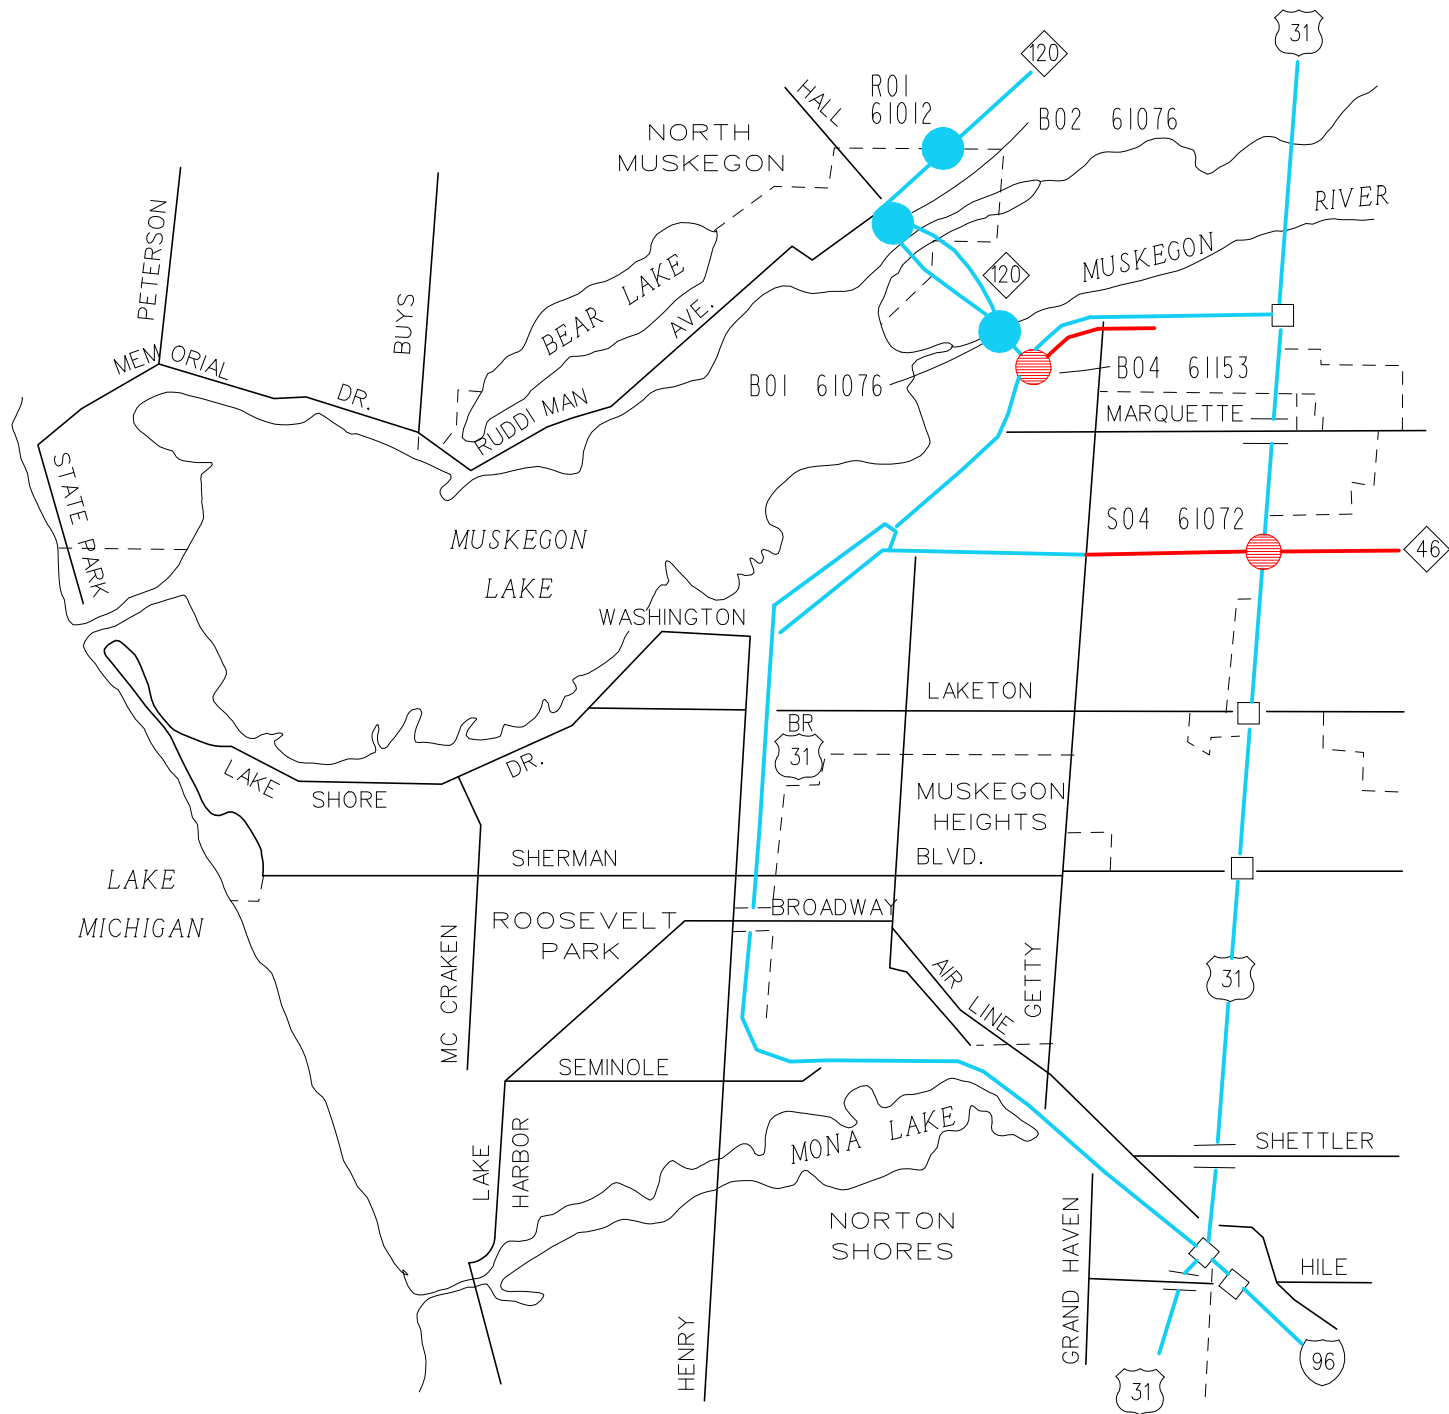 31
120
R01
61012
HALL
B02 61076
NORTH
MUSKEGON
RIVER
PETERSON
MUSKEGON
BEAR LAKE
120
BUYS
AVE.
MEM ORIAL
B01 61076
B04 61153
DR.
RUDDI MAN
MARQUETTE
STATE PARK
S04 61072
MUSKEGON
LAKE
46
WASHINGTON
LAKETON
BR
31
LAKE
SHORE
DR.
MUSKEGON
HEIGHTS
SHERMAN
BLVD.
LAKE
MICHIGAN
ROOSEVELT
PARK
BROADWAY
MC CRAKEN
AIR LINE
GETTY
31
SEMINOLE
MONA LAKE
SHETTLER
LAKE
HARBOR
NORTON
SHORES
GRAND HAVEN
HILE
HENRY
96
31